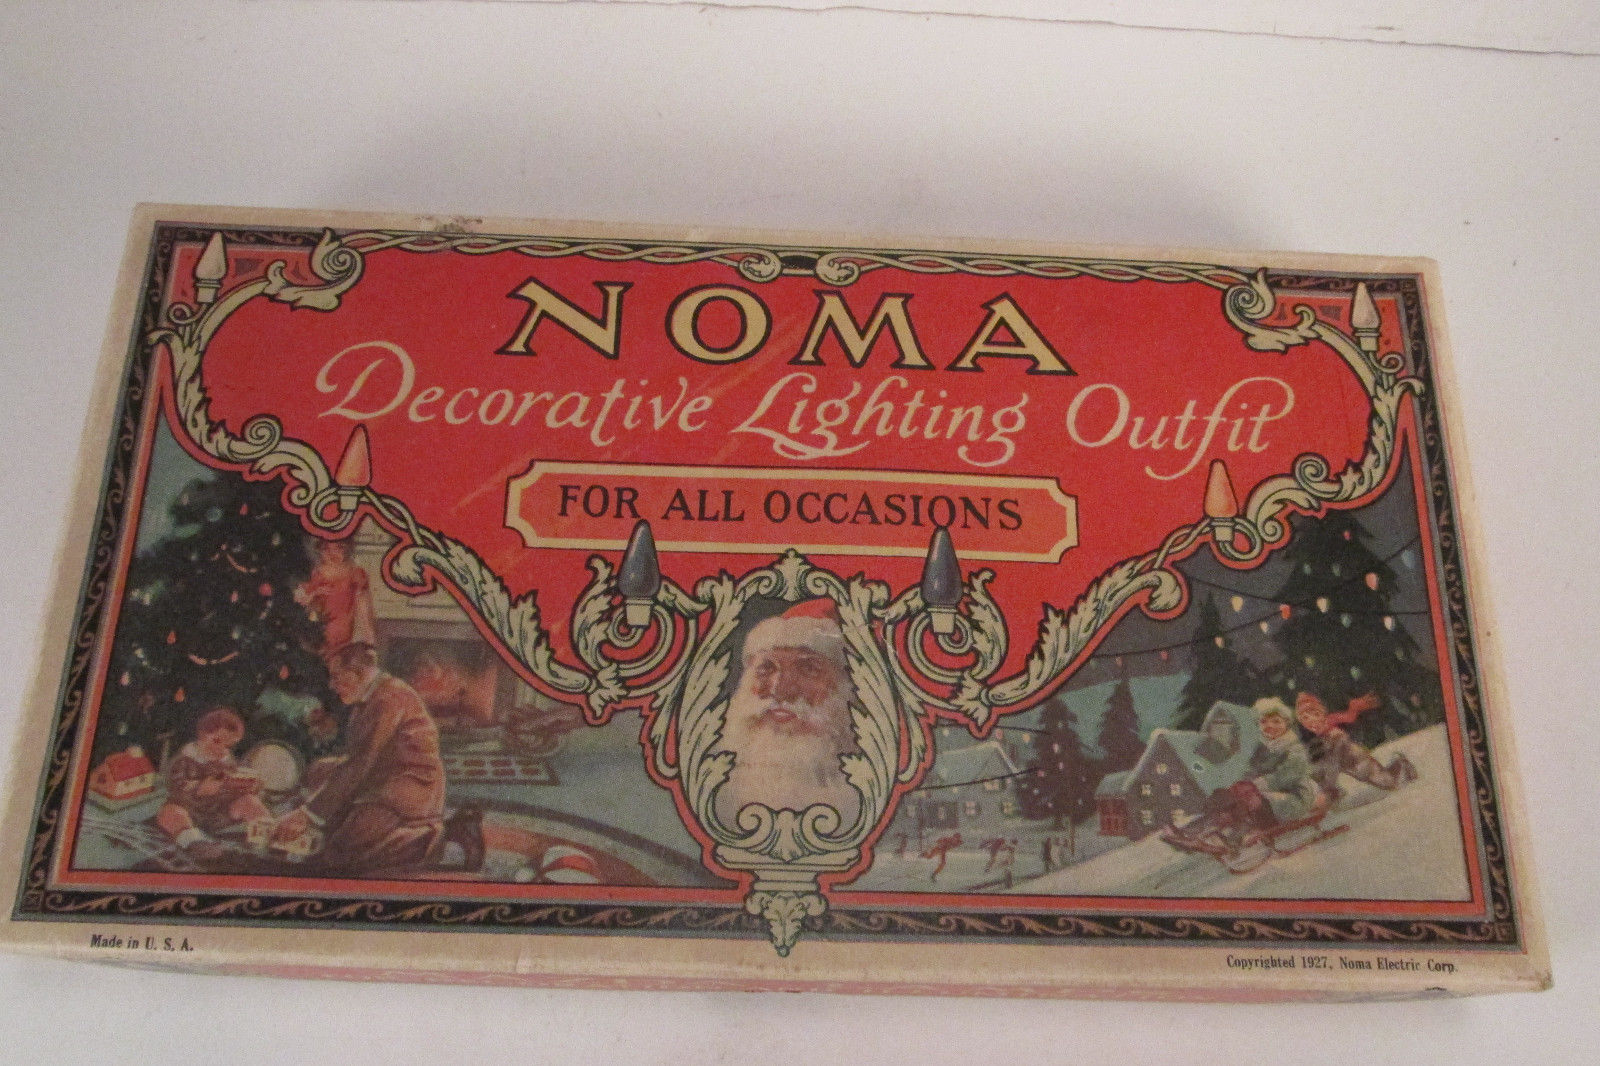 NOMA
Decorative Lighting Outfit
FOR ALL OCCASIONS
Made in U. S. A.
Copyrighted 1927, Noma Electric Corp.